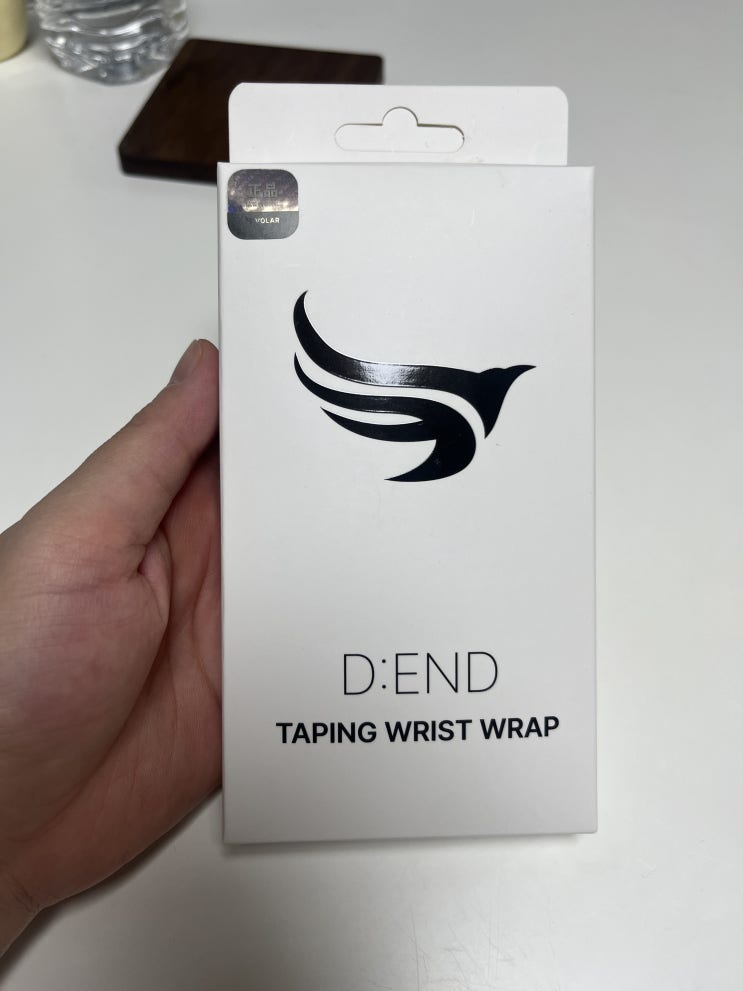 正品
VOLAR
D:END
TAPING WRIST WRAP